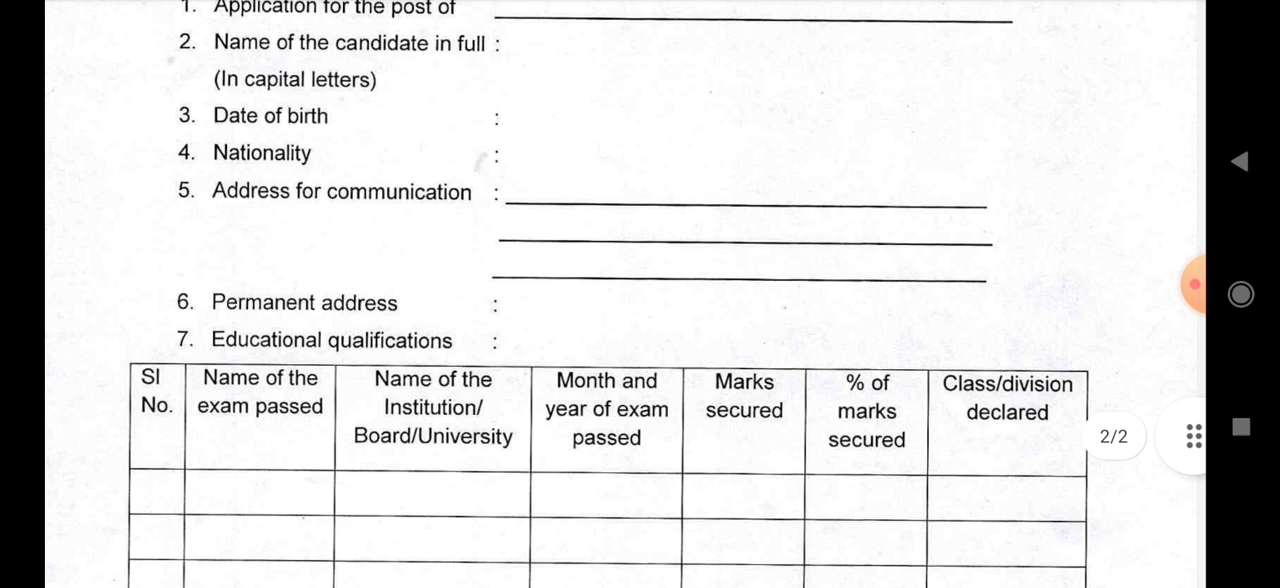 1. Application for the post of
2. Name of the candidate in full :
(In capital letters)
3. Date of birth :
4. Nationality :
5. Address for communication :
6. Permanent address :
7. Educational qualifications :
SI No. Name of the exam passed Name of the Institution/ Board/University Month and year of exam passed Marks secured % of marks secured Class/division declared
2/2